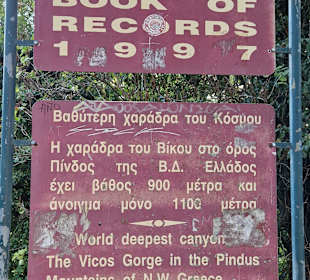 BOOK OF
RECORDS
1997
Βαθύτερη χαράδρα του Κόσμου
Η χαράδρα του Βίκου στο όρος
Πίνδος της Β.Δ. Ελλάδος
έχει βάθος 900 μέτρα και
άνοιγμα μόνο 1100 μέτρα
World deepest canyon
The Vicos Gorge in the Pindus
Mountains of N.W. Greece